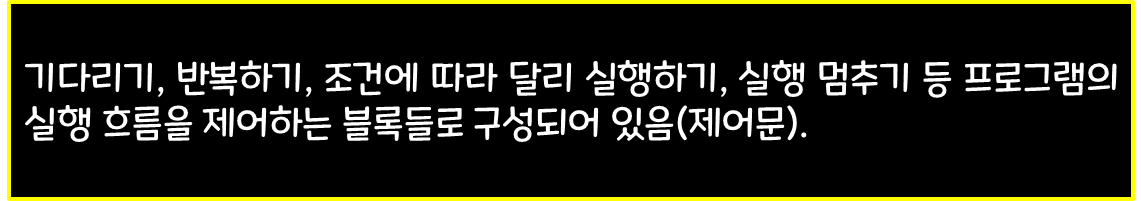 기다리기, 반복하기, 조건에 따라 달리 실행하기, 실행 멈추기 등 프로그램의
실행 흐름을 제어하는 블록들로 구성되어 있음(제어문).